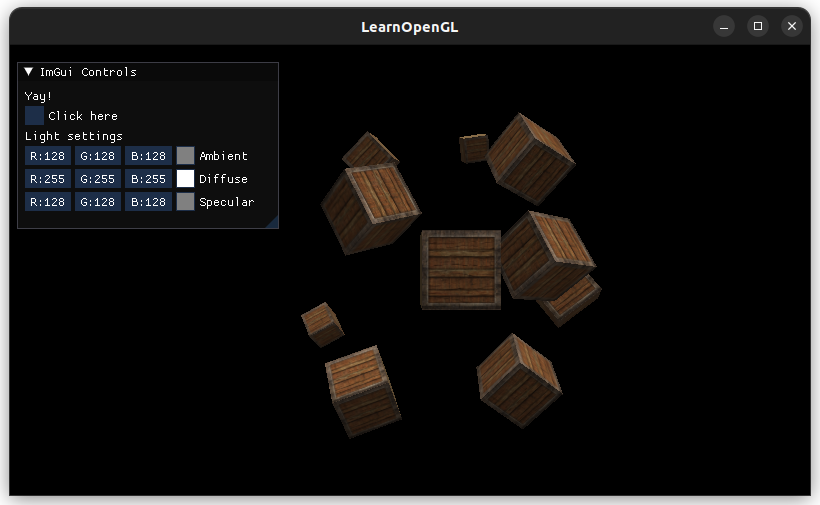 LearnOpenGL
ImGui Controls
Yay!
Click here
Light settings
R:128 G:128 B:128 Ambient
R:255 G:255 B:255 Diffuse
R:128 G:128 B:128 Specular